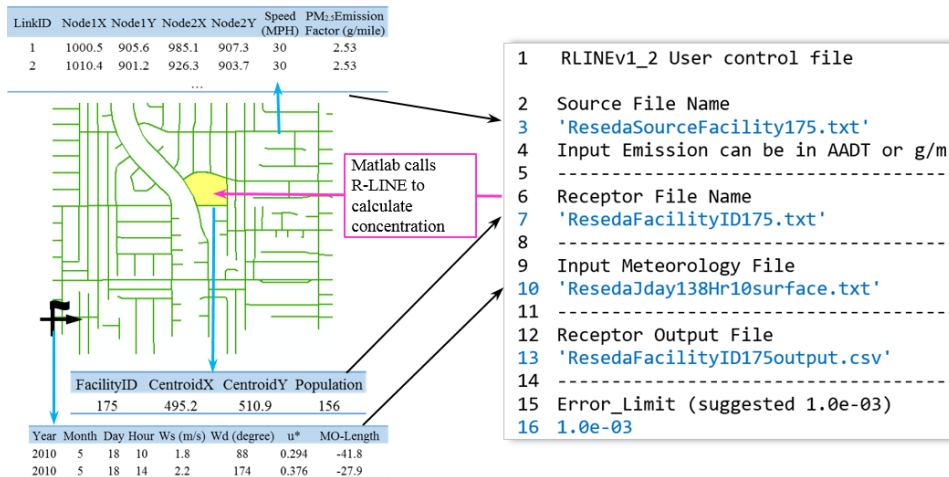 LinkID Node1X Node1Y Node2X Node2Y Speed (MPH) PM2.5Emission Factor (g/mile)
1 1000.5 905.6 985.1 907.3 30 2.53
2 1010.4 901.2 926.3 903.7 30 2.53
...
Matlab calls
R-LINE to
calculate
concentration
FacilityID CentroidX CentroidY Population
175 495.2 510.9 156
Year Month Day Hour Ws (m/s) Wd (degree) u* MO-Length
2010 5 18 10 1.8 88 0.294 -41.8
2010 5 18 14 2.2 174 0.376 -27.9
1 RLINEv1_2 User control file
2 Source File Name
3 'ResedaSourceFacility175.txt'
4 Input Emission can be in AADT or g/m
5 -----------------------------------
6 Receptor File Name
7 'ResedaFacilityID175.txt'
8 -----------------------------------
9 Input Meteorology File
10 'ResedaJday138Hr10surface.txt'
11 -----------------------------------
12 Receptor Output File
13 'ResedaFacilityID175output.csv'
14 -----------------------------------
15 Error_Limit (suggested 1.0e-03)
16 1.0e-03